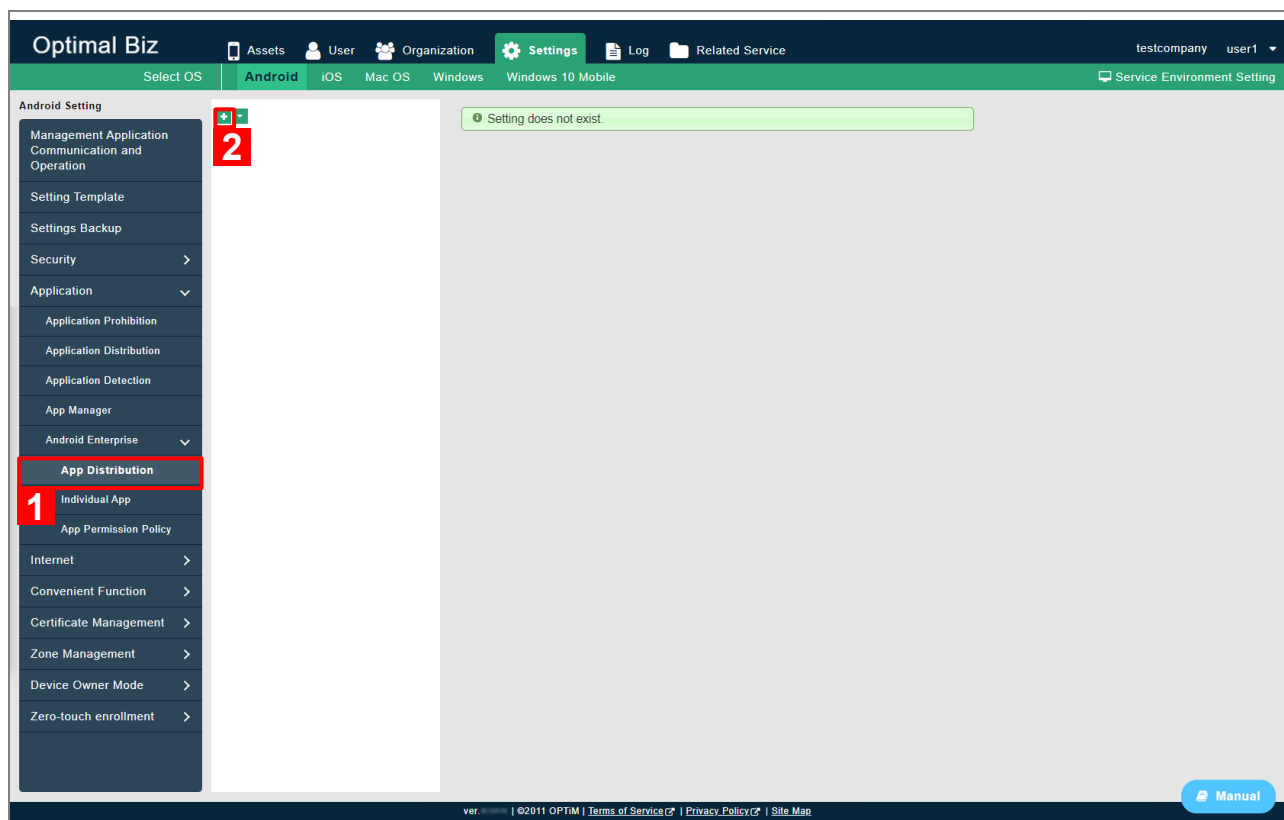 Optimal Biz
Assets User Organization Settings Log Related Service
testcompany user1
Select OS Android iOS Mac OS Windows Windows 10 Mobile
Service Environment Setting
Android Setting
Management Application
Communication and
Operation
Setting Template
Settings Backup
Security
Application
Application Prohibition
Application Distribution
Application Detection
App Manager
Android Enterprise
App Distribution
1
Individual App
App Permission Policy
Internet
Convenient Function
Certificate Management
Zone Management
Device Owner Mode
Zero-touch enrollment
2
Setting does not exist.
Manual
ver. | ©2011 OPTiM | Terms of Service | Privacy Policy | Site Map